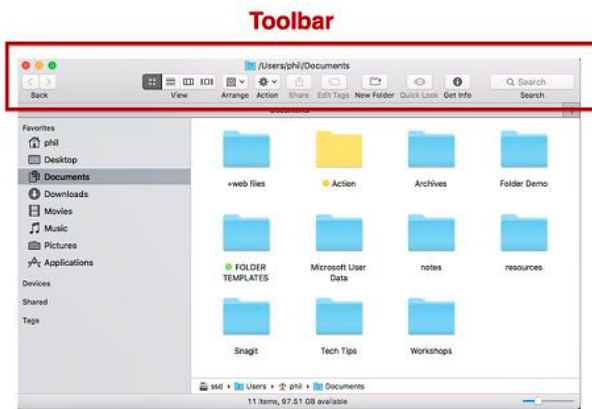 Toolbar
/Users/phil/Documents
Back View Arrange Action Share Edit Tags New Folder Quick Look Get Info Search
Search
Documents
Favorites
phil
Desktop
Documents
Downloads
Movies
Music
Pictures
Applications
Devices
Shared
Tags
+web files Action Archives Folder Demo
FOLDER TEMPLATES
Microsoft User Data
notes resources
Snagit Tech Tips Workshops
ssd Users phil Documents
11 items, 97.51 GB available